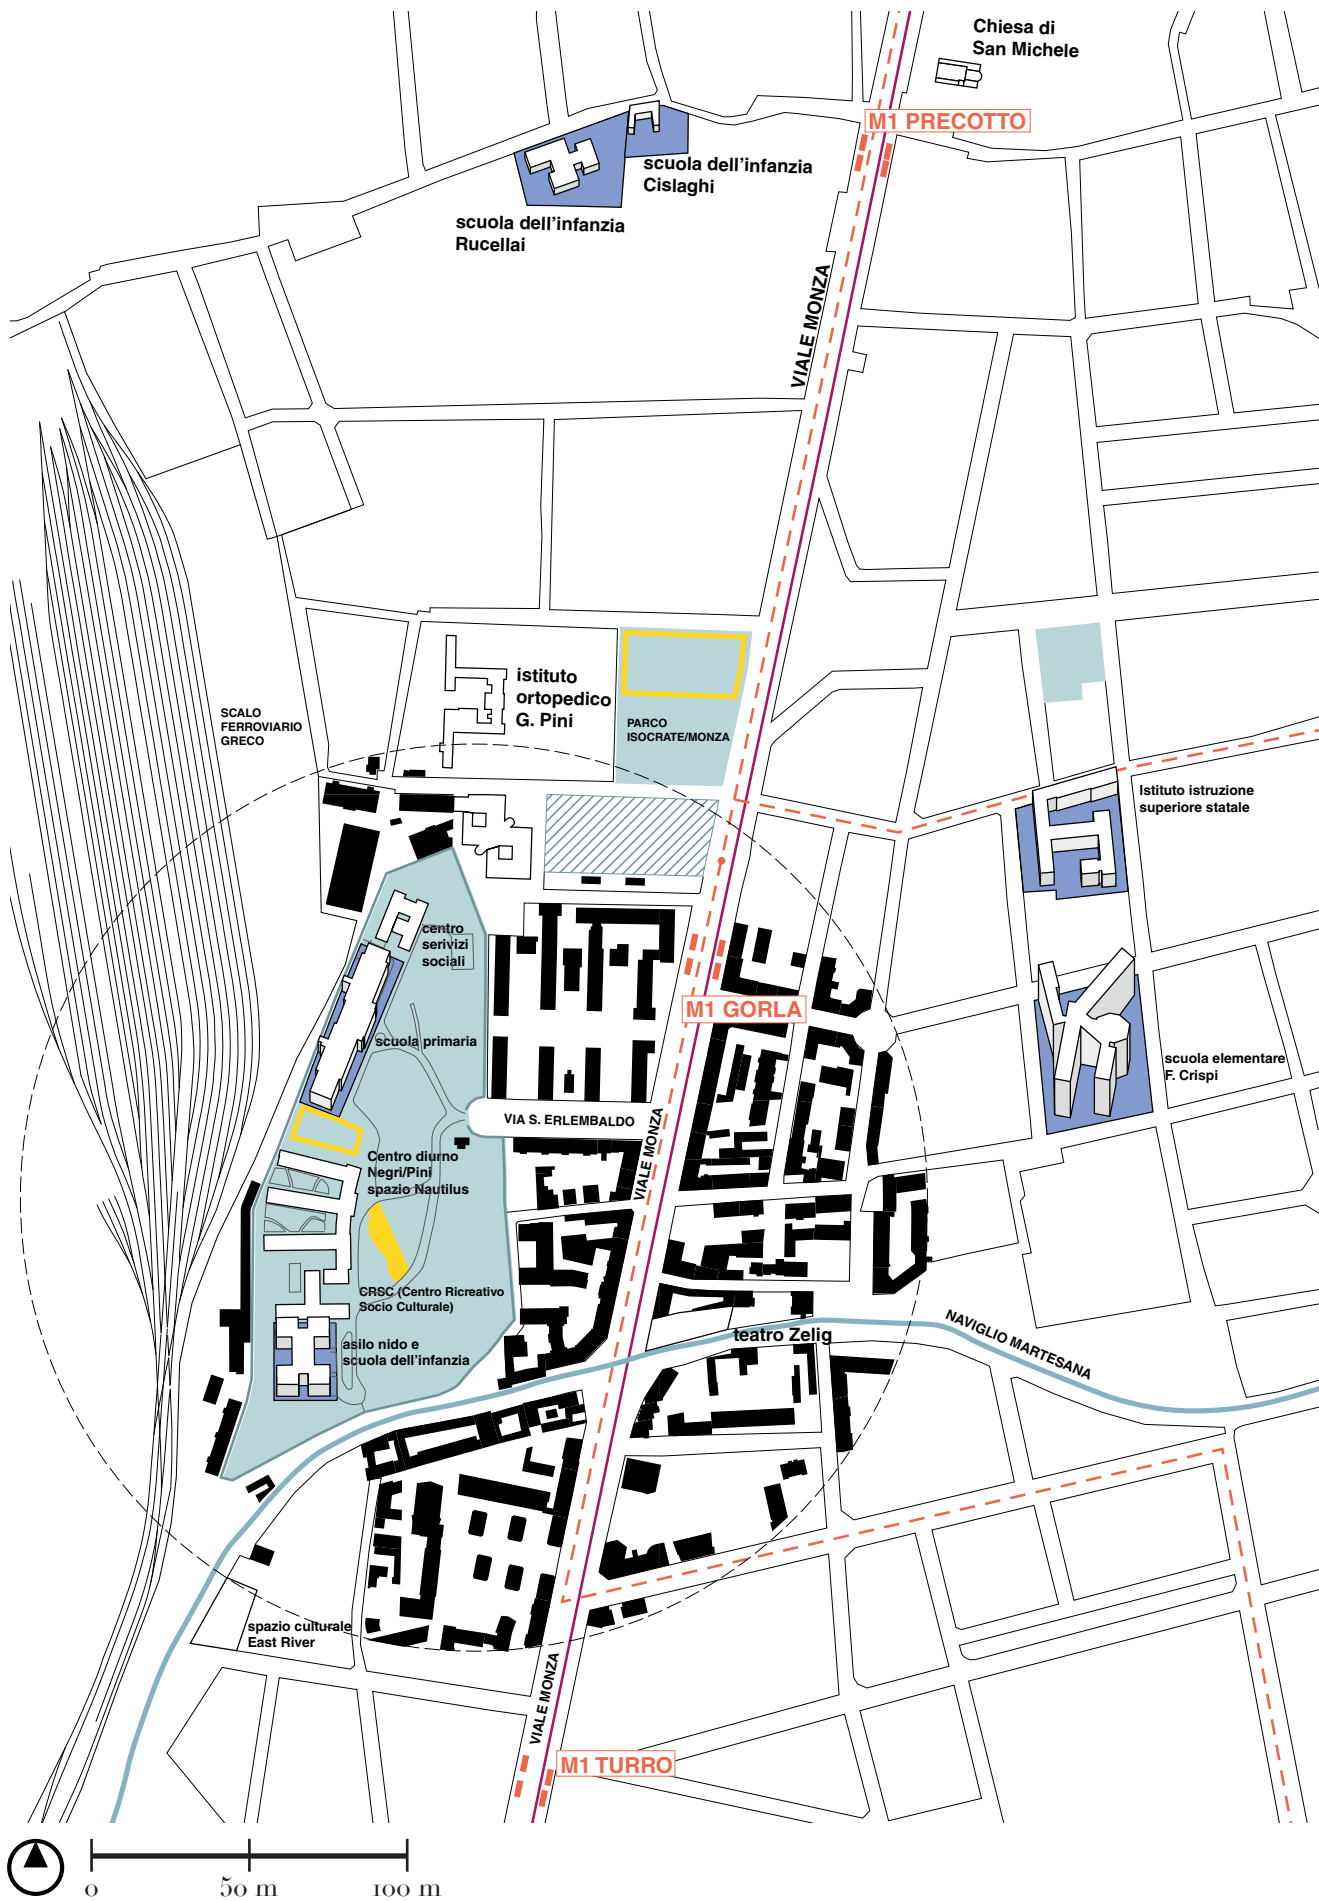 Chiesa di
San Michele
M1 PRECOTTO
scuola dell'infanzia
Cislaghi
scuola dell'infanzia
Rucellai
VIALE MONZA
istituto
ortopedico
G. Pini
SCALO
FERROVIARIO
GRECO
PARCO
ISOCRATE/MONZA
Istituto istruzione
superiore statale
centro
serivizi
sociali
M1 GORLA
scuola primaria
scuola elementare
F. Crispi
VIA S. ERLEMBALDO
VIALE MONZA
Centro diurno
Negri/Pini
spazio Nautilus
CRSC (Centro Ricreativo
Socio Culturale)
teatro Zelig
NAVIGLIO MARTESANA
asilo nido e
scuola dell'infanzia
spazio culturale
East River
VIALE MONZA
M1 TURRO
0 50 m 100 m